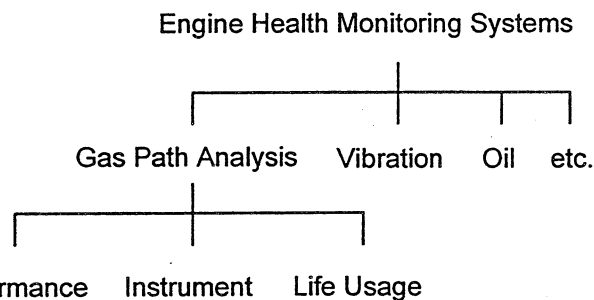 Engine Health Monitoring Systems
Gas Path Analysis Vibration Oil etc.
rmance Instrument Life Usage